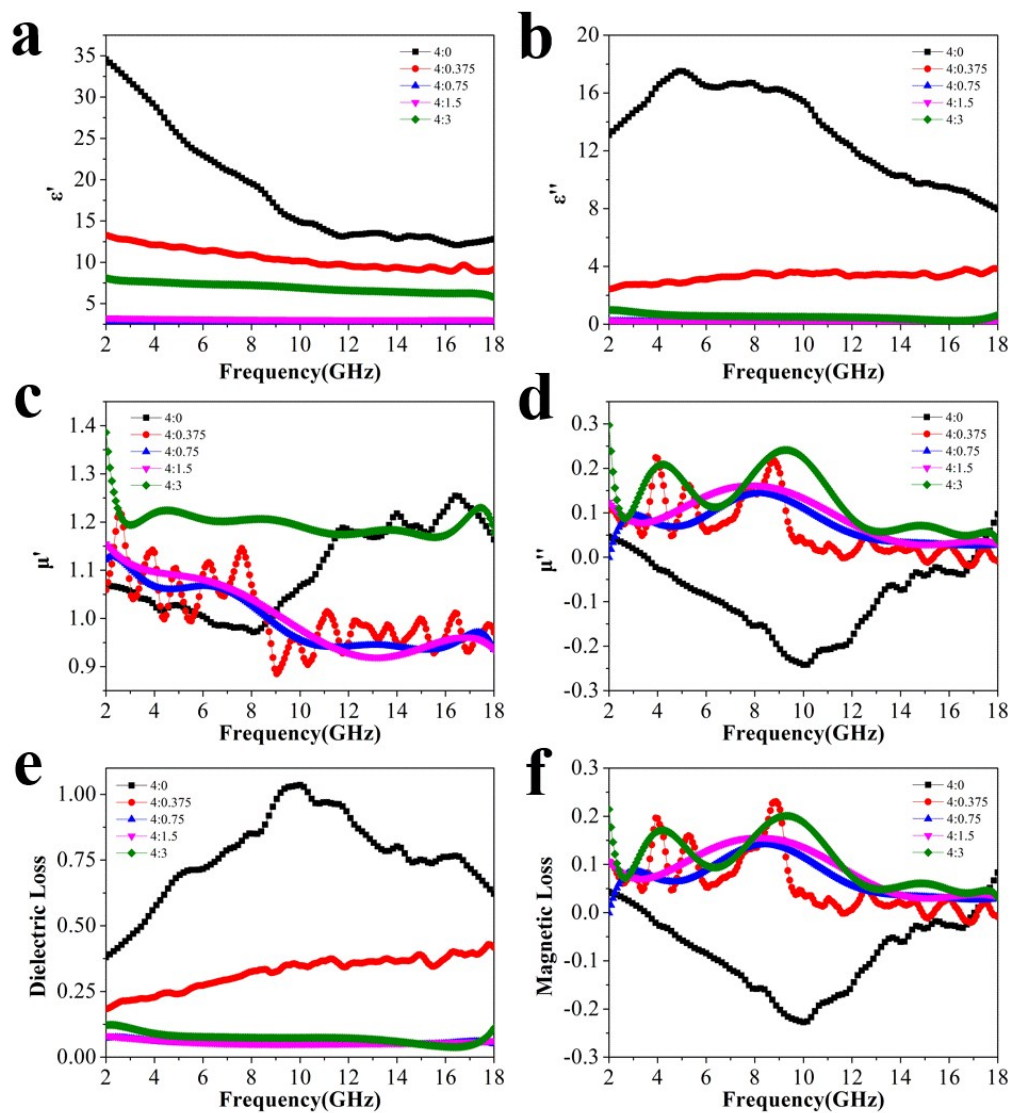 a
35
30
25
20
15
10
5
ε'
2 4 6 8 10 12 14 16 18
Frequency(GHz)
4:0
4:0.375
4:0.75
4:1.5
4:3
b
20
16
12
8
4
0
ε''
2 4 6 8 10 12 14 16 18
Frequency(GHz)
4:0
4:0.375
4:0.75
4:1.5
4:3
c
1.4
1.3
1.2
1.1
1.0
0.9
μ'
2 4 6 8 10 12 14 16 18
Frequency(GHz)
4:0
4:0.375
4:0.75
4:1.5
4:3
d
0.3
0.2
0.1
0.0
-0.1
-0.2
-0.3
μ''
2 4 6 8 10 12 14 16 18
Frequency(GHz)
4:0
4:0.375
4:0.75
4:1.5
4:3
e
1.00
0.75
0.50
0.25
0.00
Dielectric Loss
2 4 6 8 10 12 14 16 18
Frequency(GHz)
4:0
4:0.375
4:0.75
4:1.5
4:3
f
0.3
0.2
0.1
0.0
-0.1
-0.2
-0.3
Magnetic Loss
2 4 6 8 10 12 14 16 18
Frequency(GHz)
4:0
4:0.375
4:0.75
4:1.5
4:3